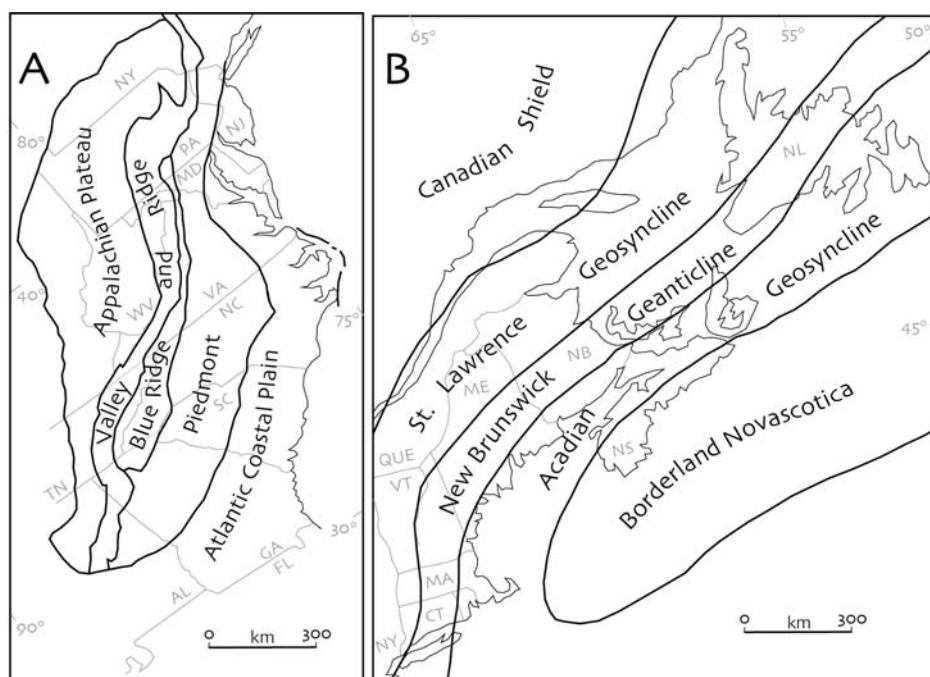 A
NY
80°
NJ
PA
MD
Appalachian Plateau
Valley and Ridge
WV
VA
40°
NC
75°
Blue Ridge
Piedmont
SC
Atlantic Coastal Plain
TN
30°
GA
FL
AL
90°
0 km 300
B
65°
55°
50°
Canadian Shield
NL
St. Lawrence Geosyncline
New Brunswick Geanticline
Acadian Geosyncline
45°
NB
ME
NS
Borderland Novascotica
QUE
VT
MA
CT
NY
0 km 300